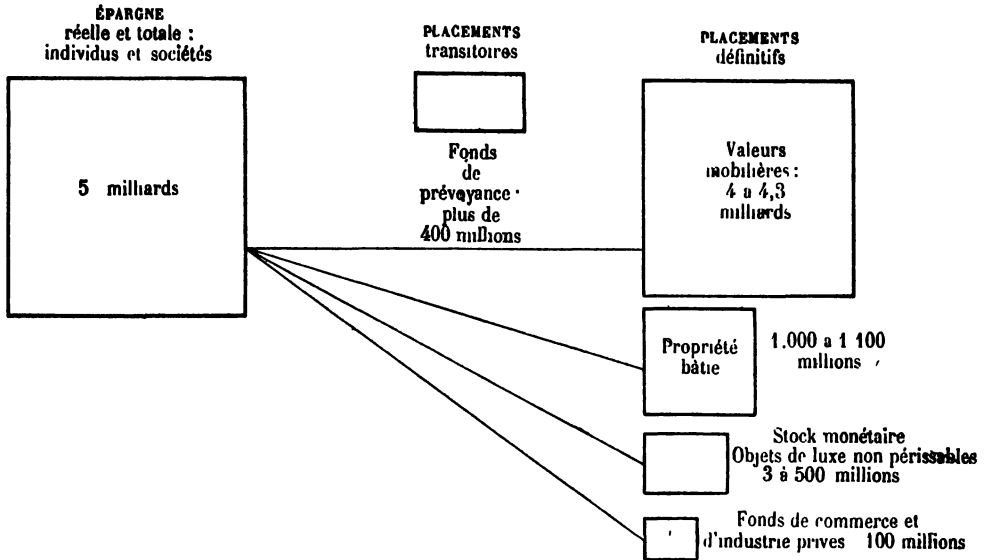 ÉPARGNE
réelle et totale :
individus et sociétés
5 milliards
PLACEMENTS
transitoires
Fonds
de
prévoyance ·
plus de
400 millions
PLACEMENTS
définitifs
Valeurs
mobilières :
4 a 4,3
milliards
Propriété
bâtie
1.000 a 1 100
millions
Stock monétaire
Objets de luxe non périssables
3 à 500 millions
Fonds de commerce et
d'industrie prives 100 millions